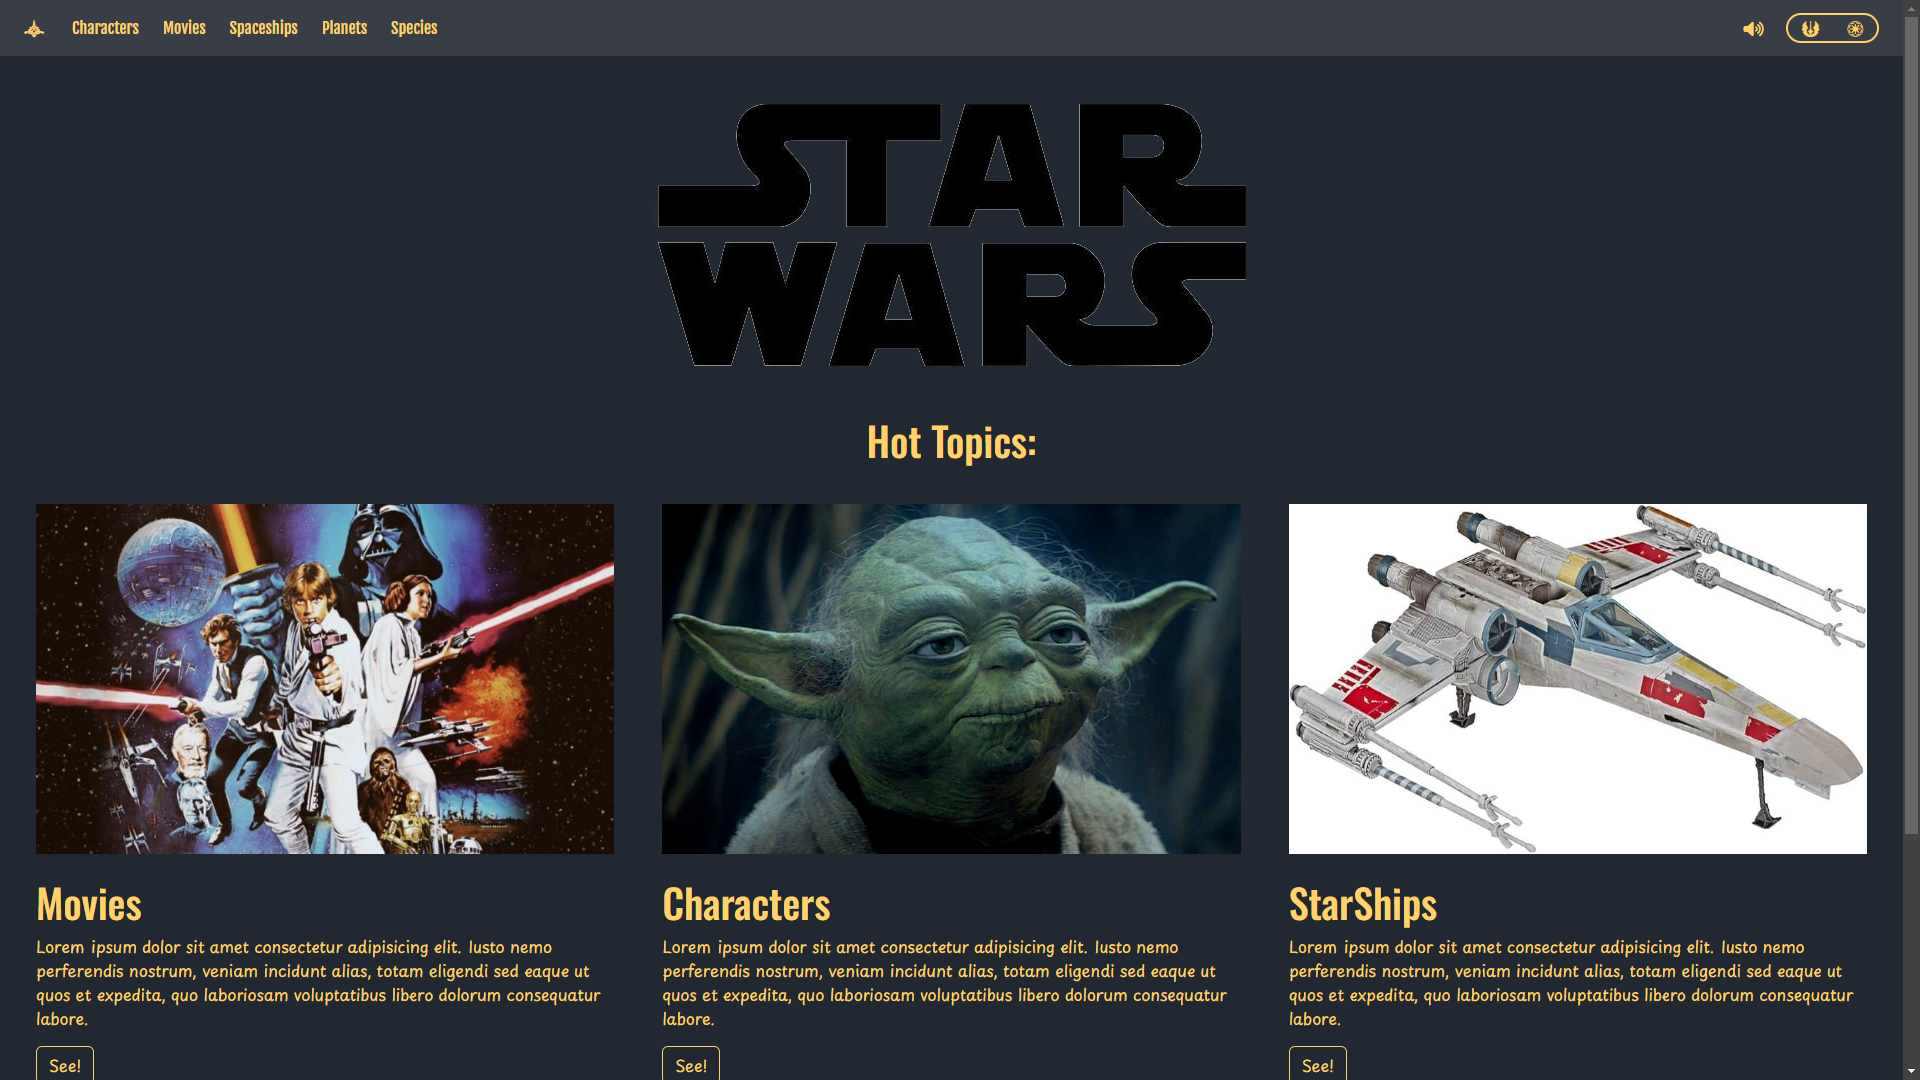 Characters Movies Spaceships Planets Species
STAR
WARS
Hot Topics:
Movies
Lorem ipsum dolor sit amet consectetur adipisicing elit. Iusto nemo
perferendis nostrum, veniam incidunt alias, totam eligendi sed eaque ut
quos et expedita, quo laboriosam voluptatibus libero dolorum consequatur
labore.
See!
Characters
Lorem ipsum dolor sit amet consectetur adipisicing elit. Iusto nemo
perferendis nostrum, veniam incidunt alias, totam eligendi sed eaque ut
quos et expedita, quo laboriosam voluptatibus libero dolorum consequatur
labore.
See!
StarShips
Lorem ipsum dolor sit amet consectetur adipisicing elit. Iusto nemo
perferendis nostrum, veniam incidunt alias, totam eligendi sed eaque ut
quos et expedita, quo laboriosam voluptatibus libero dolorum consequatur
labore.
See!